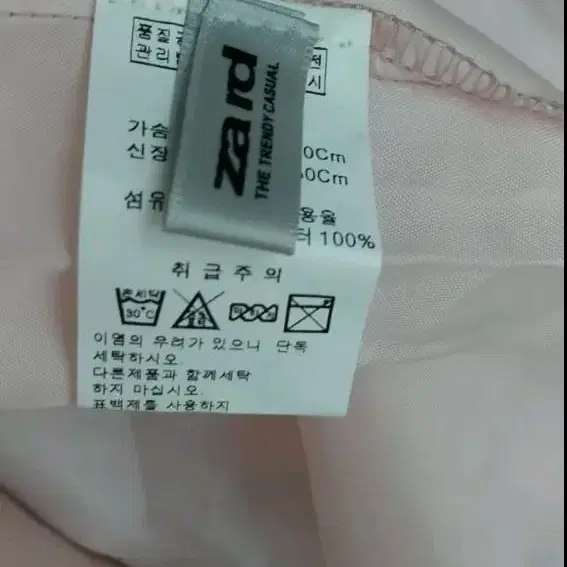 품질
관리
시
zard
THE TRENDY CASUAL
가슴
신장 0Cm
0Cm
섬유 용율
터 100%
취급주의
손세탁
30℃
이염의 우려가 있으니 단독
세탁하시오.
다른제품과 함께세탁
하지 마십시오.
표백제를 사용하지